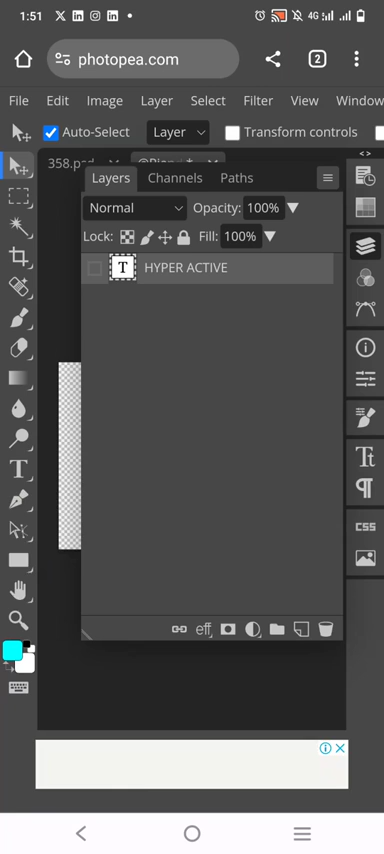 1:51 4G
photopea.com 2
File Edit Image Layer Select Filter View Window
Auto-Select Layer Transform controls
358.psd
Layers Channels Paths
Normal Opacity: 100%
Lock: Fill: 100%
T HYPER ACTIVE
eff
T
Tt
CSS